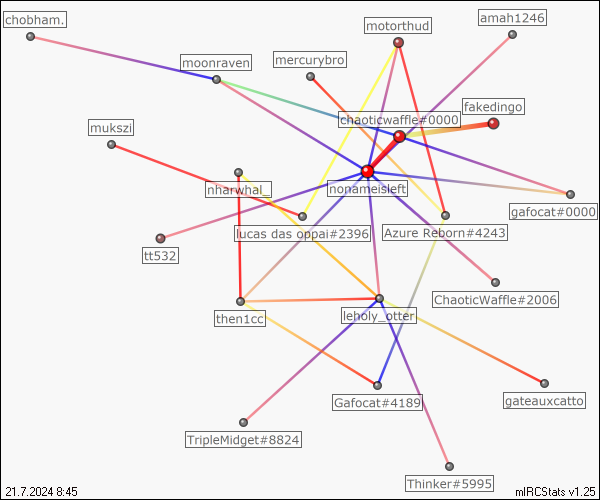 chobham.
amah1246
motorthud
moonraven
mercurybro
fakedingo
chaoticwaffle#0000
mukszi
nharwhal_
nonameisleft
gafocat#0000
lucas das oppai#2396
Azure Reborn#4243
tt532
ChaoticWaffle#2006
then1cc
leholy_otter
Gafocat#4189
gateauxcatto
TripleMidget#8824
Thinker#5995
21.7.2024 8:45
mIRCStats v1.25